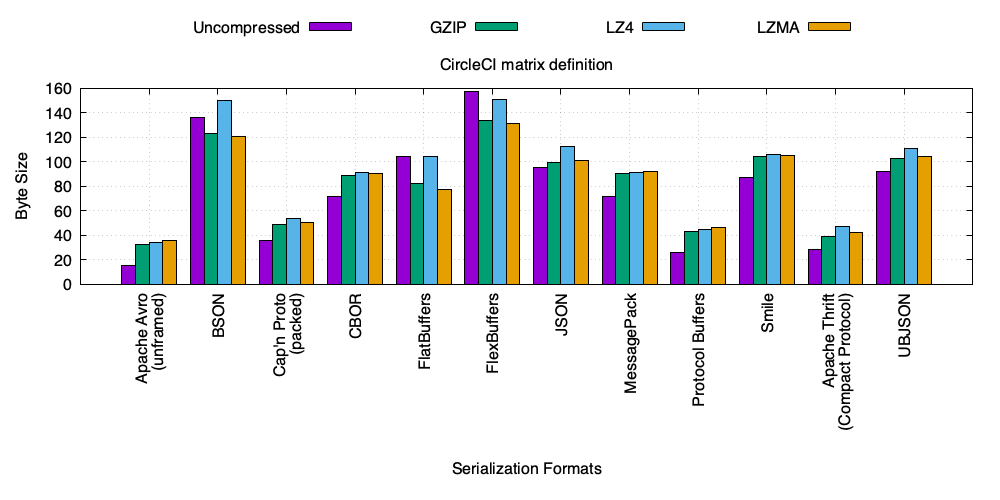 Uncompressed GZIP LZ4 LZMA
CircleCI matrix definition
160
140
120
100
80
60
40
20
0
Byte Size
Apache Avro
(unframed)
BSON
Cap'n Proto
(packed)
CBOR
FlatBuffers
FlexBuffers
JSON
MessagePack
Protocol Buffers
Smile
Apache Thrift
(Compact Protocol)
UBJSON
Serialization Formats